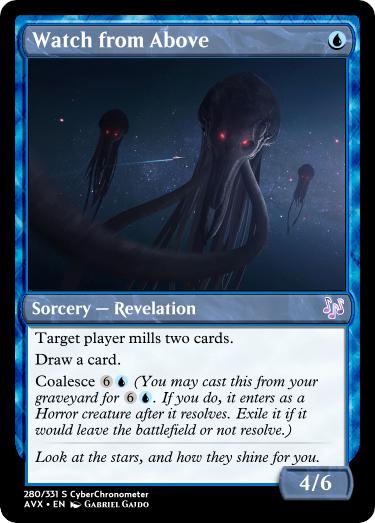 Watch from Above
Sorcery — Revelation
Target player mills two cards.
Draw a card.
Coalesce 6 (You may cast this from your
graveyard for 6. If you do, it enters as a
Horror creature after it resolves. Exile it if it
would leave the battlefield or not resolve.)
Look at the stars, and how they shine for you.
4/6
280/331 S CyberChronometer
AVX • EN Gabriel Gajdo